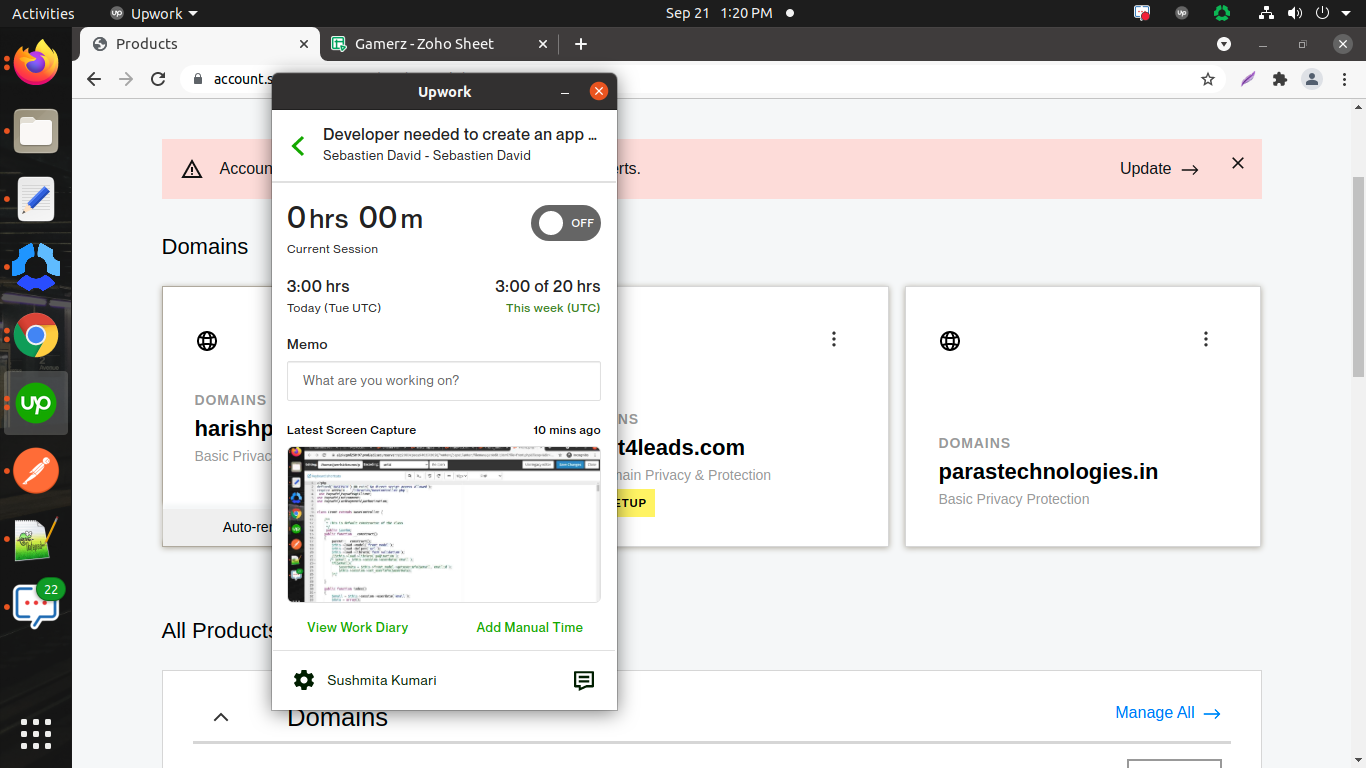 Activities
Upwork
Sep 21 1:20 PM
Products
Gamerz - Zoho Sheet
account.s
Upwork
Developer needed to create an app ...
Sebastien David - Sebastien David
Accoun
rts.
Update
0 hrs 00 m
OFF
Current Session
Domains
3:00 hrs
3:00 of 20 hrs
Today (Tue UTC)
This week (UTC)
Memo
What are you working on?
DOMAINS
harishp
Basic Privac
Auto-rer
NS
t4leads.com
main Privacy & Protection
ETUP
DOMAINS
parastechnologies.in
Basic Privacy Protection
Latest Screen Capture
10 mins ago
View Work Diary
Add Manual Time
22
All Products
Sushmita Kumari
Domains
Manage All